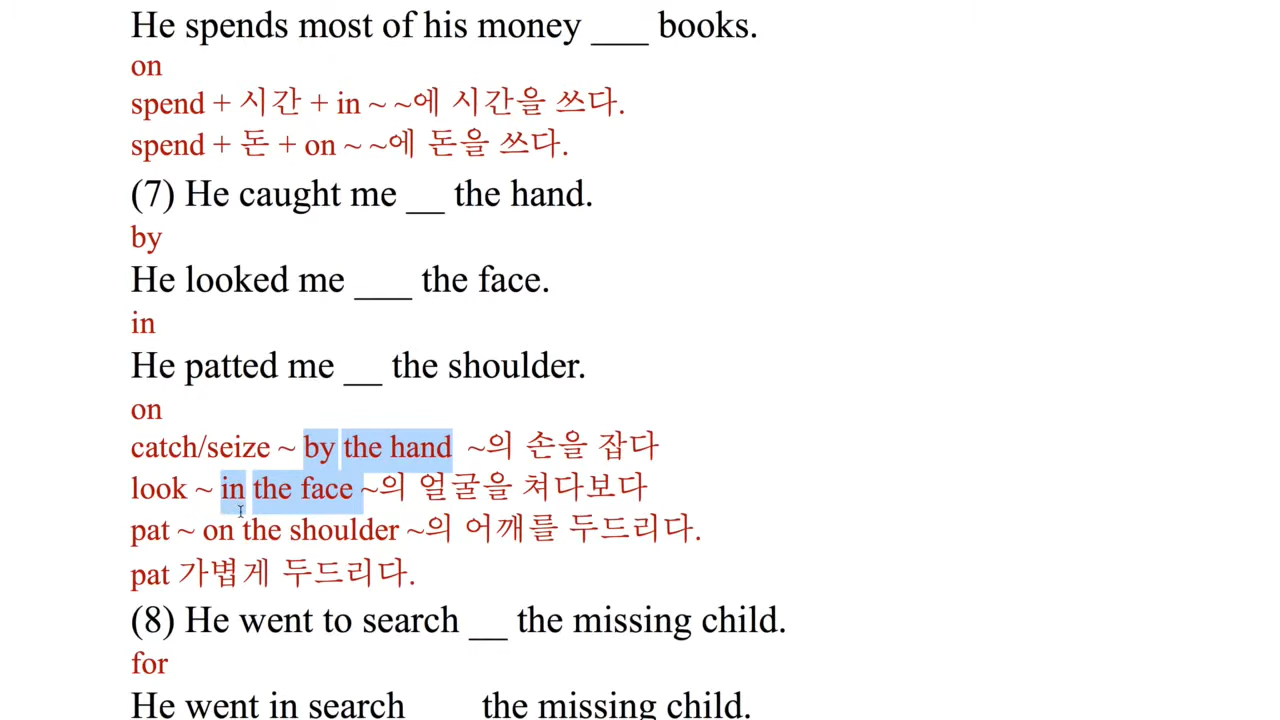 He spends most of his money ___ books.
on
spend + 시간 + in ~ ~에 시간을 쓰다.
spend + 돈 + on ~ ~에 돈을 쓰다.
(7) He caught me __ the hand.
by
He looked me ___ the face.
in
He patted me __ the shoulder.
on
catch/seize ~ by the hand ~의 손을 잡다
look ~ in the face ~의 얼굴을 쳐다보다
pat ~ on the shoulder ~의 어깨를 두드리다.
pat 가볍게 두드리다.
(8) He went to search __ the missing child.
for
He went in search ___ the missing child.